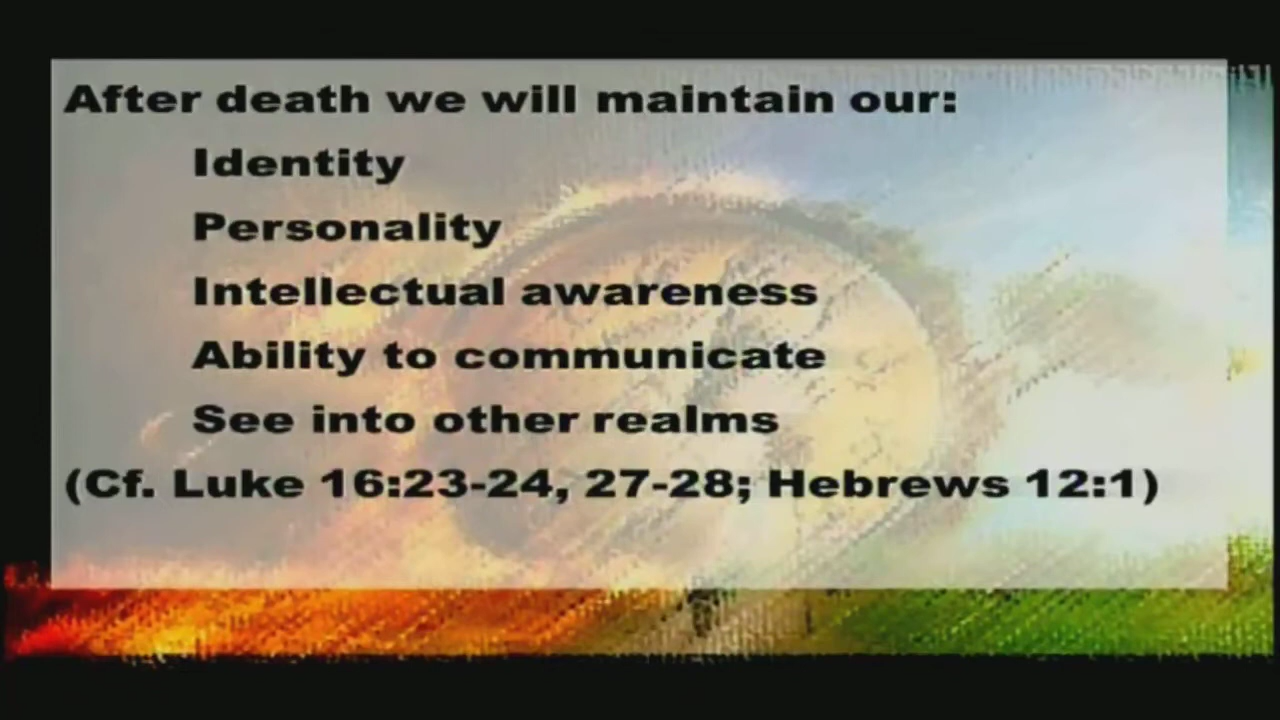 After death we will maintain our:
Identity
Personality
Intellectual awareness
Ability to communicate
See into other realms
(Cf. Luke 16:23-24, 27-28; Hebrews 12:1)